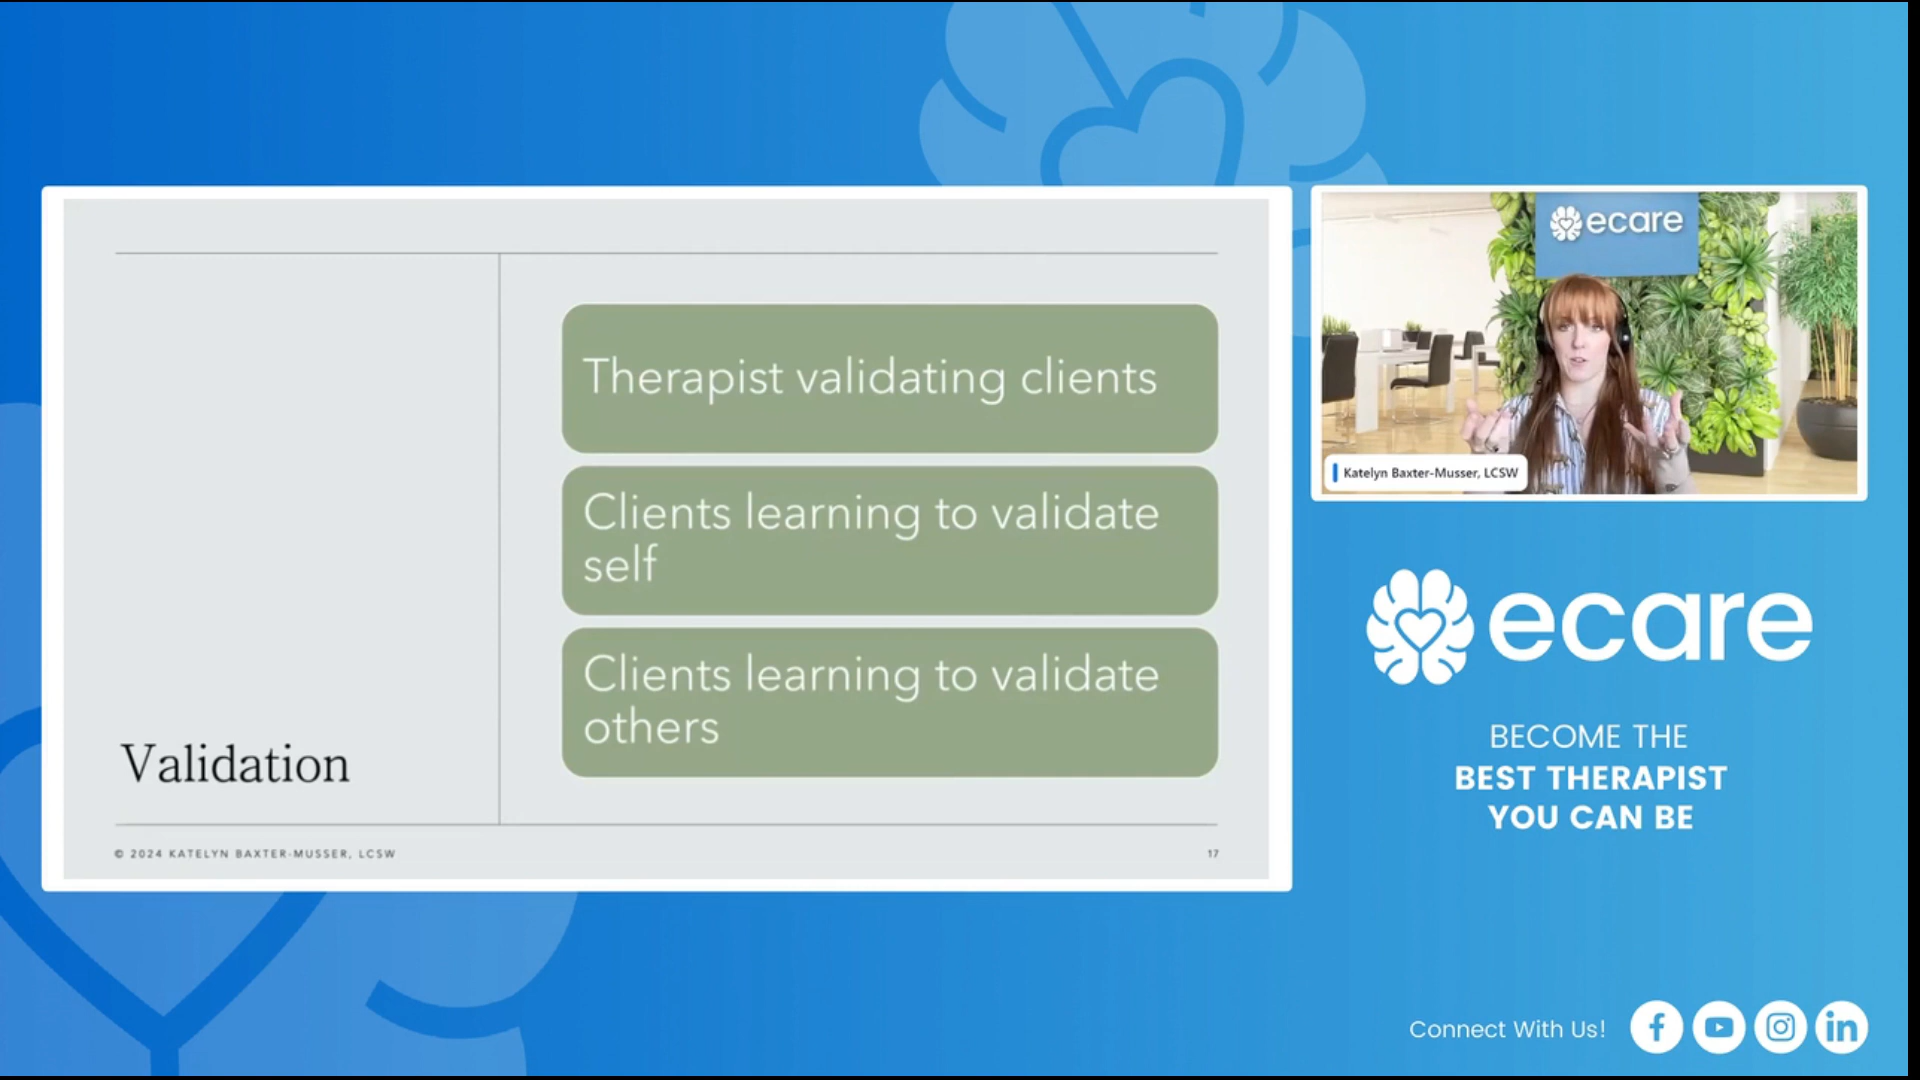 Therapist validating clients
Clients learning to validate
self
Clients learning to validate
others
Validation
© 2024 KATELYN BAXTER-MUSSER, LCSW
17
ecare
Katelyn Baxter-Musser, LCSW
ecare
BECOME THE
BEST THERAPIST
YOU CAN BE
Connect With Us!